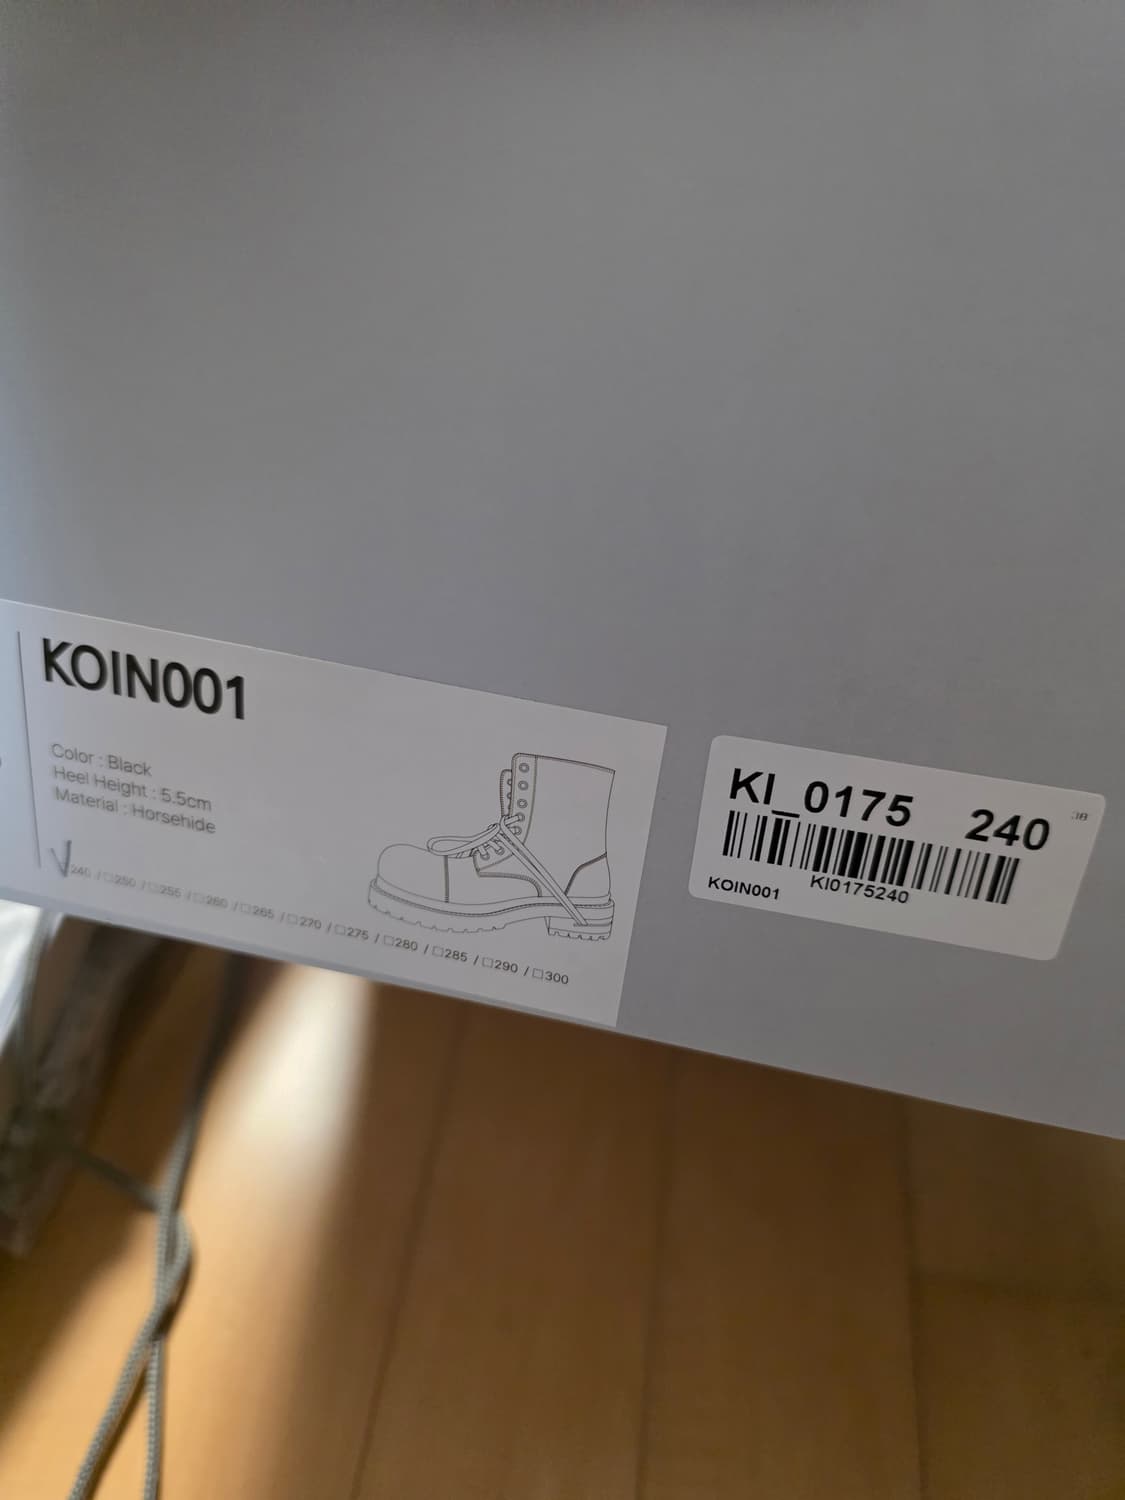 KOIN001
Color : Black
Heel Height : 5.5cm
Material : Horsehide
240 / □250 / □255 / □260 / □265 / □270 / □275 / □280 / □285 / □290 / □300
KI_0175 240
KOIN001 KI0175240